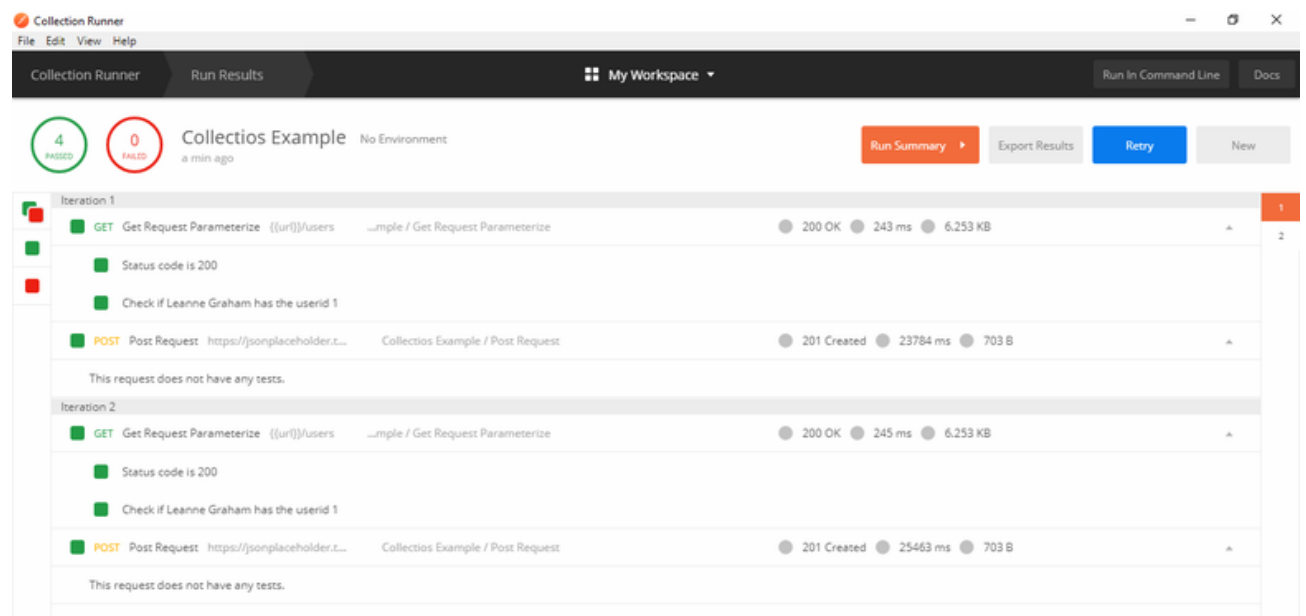 Collection Runner
File Edit View Help
Collection Runner Run Results My Workspace Run In Command Line Docs
4 PASSED 0 FAILED Collectios Example No Environment
a min ago
Run Summary Export Results Retry New
Iteration 1
1
GET Get Request Parameterize {{url}}/users ...mple / Get Request Parameterize 200 OK 243 ms 6.253 KB
2
Status code is 200
Check if Leanne Graham has the userid 1
POST Post Request https://jsonplaceholder.t... Collectios Example / Post Request 201 Created 23784 ms 703 B
This request does not have any tests.
Iteration 2
GET Get Request Parameterize {{url}}/users ...mple / Get Request Parameterize 200 OK 245 ms 6.253 KB
Status code is 200
Check if Leanne Graham has the userid 1
POST Post Request https://jsonplaceholder.t... Collectios Example / Post Request 201 Created 25463 ms 703 B
This request does not have any tests.